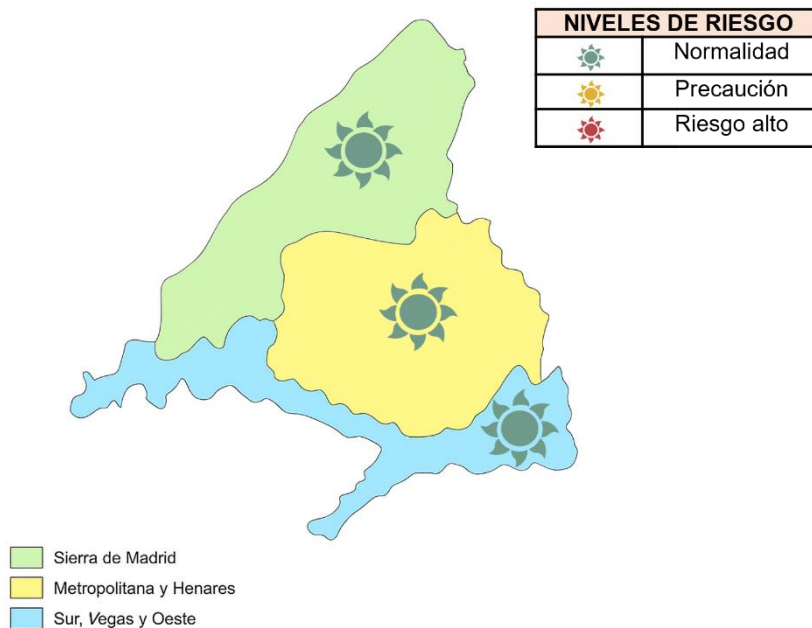 NIVELES DE RIESGO
Normalidad
Precaución
Riesgo alto
Sierra de Madrid
Metropolitana y Henares
Sur, Vegas y Oeste